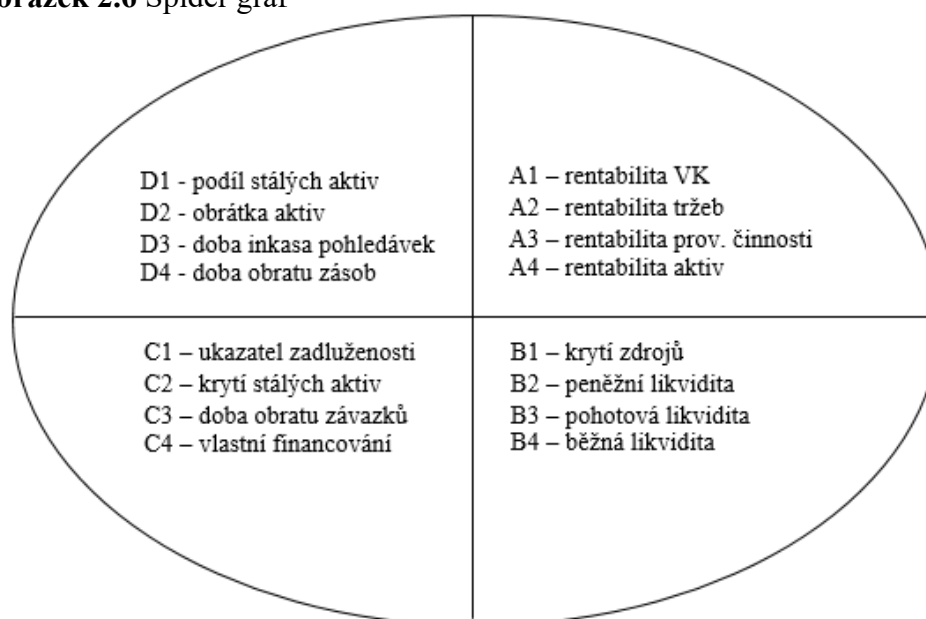 Spider graf
D1 - podíl stálých aktiv
D2 - obrátka aktiv
D3 - doba inkasa pohledávek
D4 - doba obratu zásob
A1 – rentabilita VK
A2 – rentabilita tržeb
A3 – rentabilita prov. činnosti
A4 – rentabilita aktiv
C1 – ukazatel zadluženosti
C2 – krytí stálých aktiv
C3 – doba obratu závazků
C4 – vlastní financování
B1 – krytí zdrojů
B2 – peněžní likvidita
B3 – pohotová likvidita
B4 – běžná likvidita